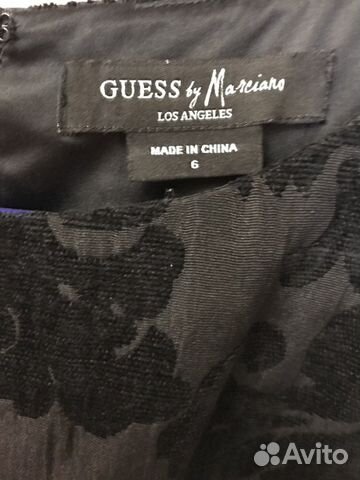 GUESS by Marciano
LOS ANGELES
MADE IN CHINA
6
Avito